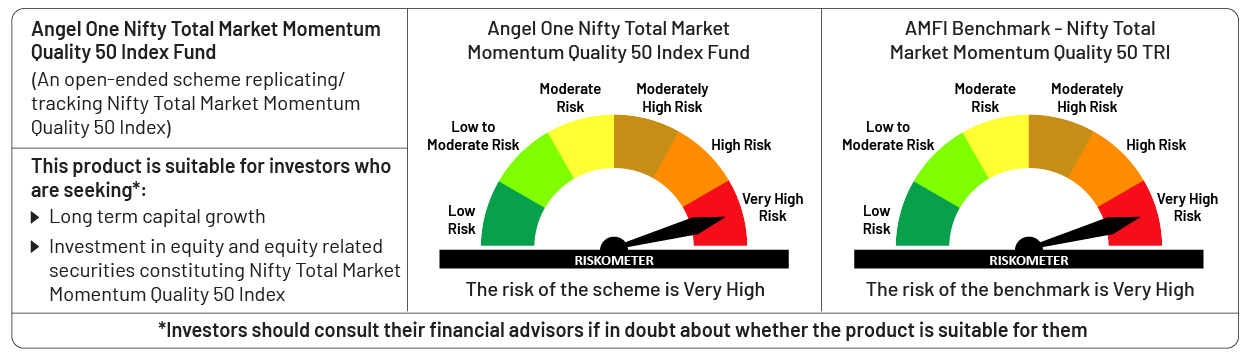 Angel One Nifty Total Market Momentum
Quality 50 Index Fund
(An open-ended scheme replicating/
tracking Nifty Total Market Momentum
Quality 50 Index)
This product is suitable for investors who
are seeking*:
Long term capital growth
Investment in equity and equity related
securities constituting Nifty Total Market
Momentum Quality 50 Index
Angel One Nifty Total Market
Momentum Quality 50 Index Fund
Low
Risk
Low to
Moderate Risk
Moderate
Risk
Moderately
High Risk
High Risk
Very High
Risk
RISKOMETER
The risk of the scheme is Very High
AMFI Benchmark - Nifty Total
Market Momentum Quality 50 TRI
Low
Risk
Low to
Moderate Risk
Moderate
Risk
Moderately
High Risk
High Risk
Very High
Risk
RISKOMETER
The risk of the benchmark is Very High
*Investors should consult their financial advisors if in doubt about whether the product is suitable for them